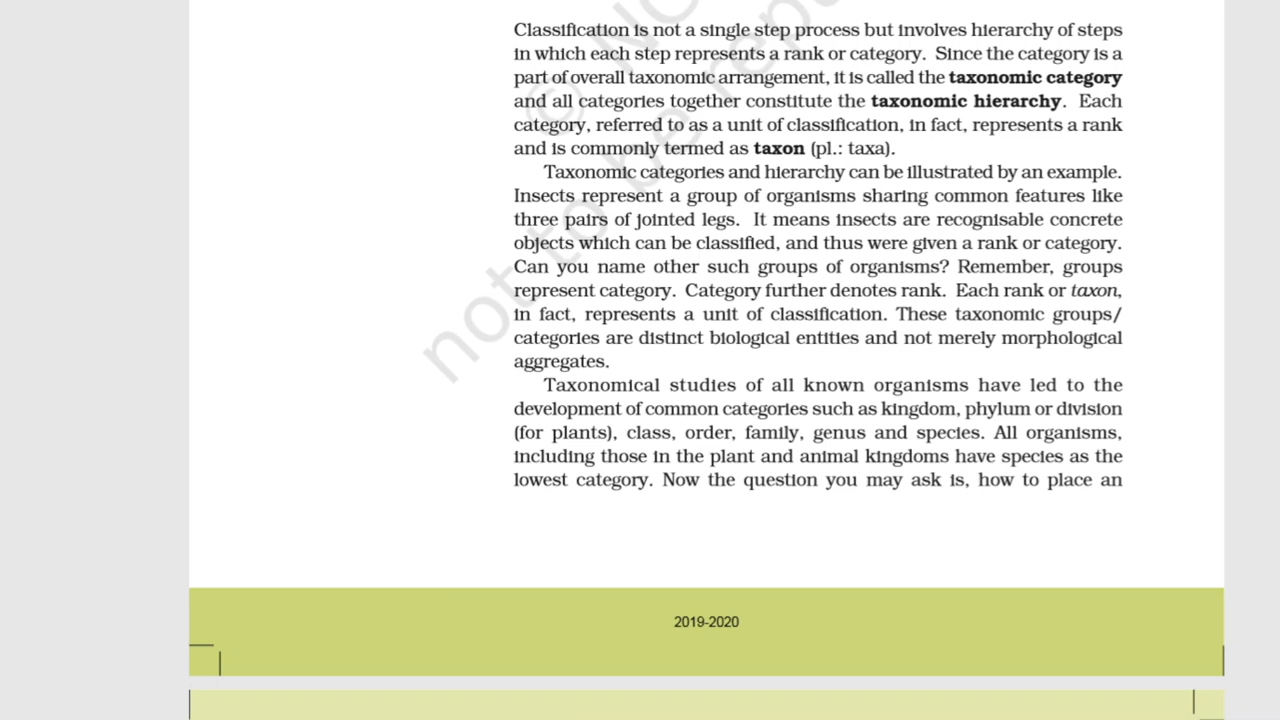 Classification is not a single step process but involves hierarchy of steps
in which each step represents a rank or category. Since the category is a
part of overall taxonomic arrangement, it is called the taxonomic category
and all categories together constitute the taxonomic hierarchy. Each
category, referred to as a unit of classification, in fact, represents a rank
and is commonly termed as taxon (pl.: taxa).
Taxonomic categories and hierarchy can be illustrated by an example.
Insects represent a group of organisms sharing common features like
three pairs of jointed legs. It means insects are recognisable concrete
objects which can be classified, and thus were given a rank or category.
Can you name other such groups of organisms? Remember, groups
represent category. Category further denotes rank. Each rank or taxon,
in fact, represents a unit of classification. These taxonomic groups/
categories are distinct biological entities and not merely morphological
aggregates.
Taxonomical studies of all known organisms have led to the
development of common categories such as kingdom, phylum or division
(for plants), class, order, family, genus and species. All organisms,
including those in the plant and animal kingdoms have species as the
lowest category. Now the question you may ask is, how to place an
2019-2020
not to be